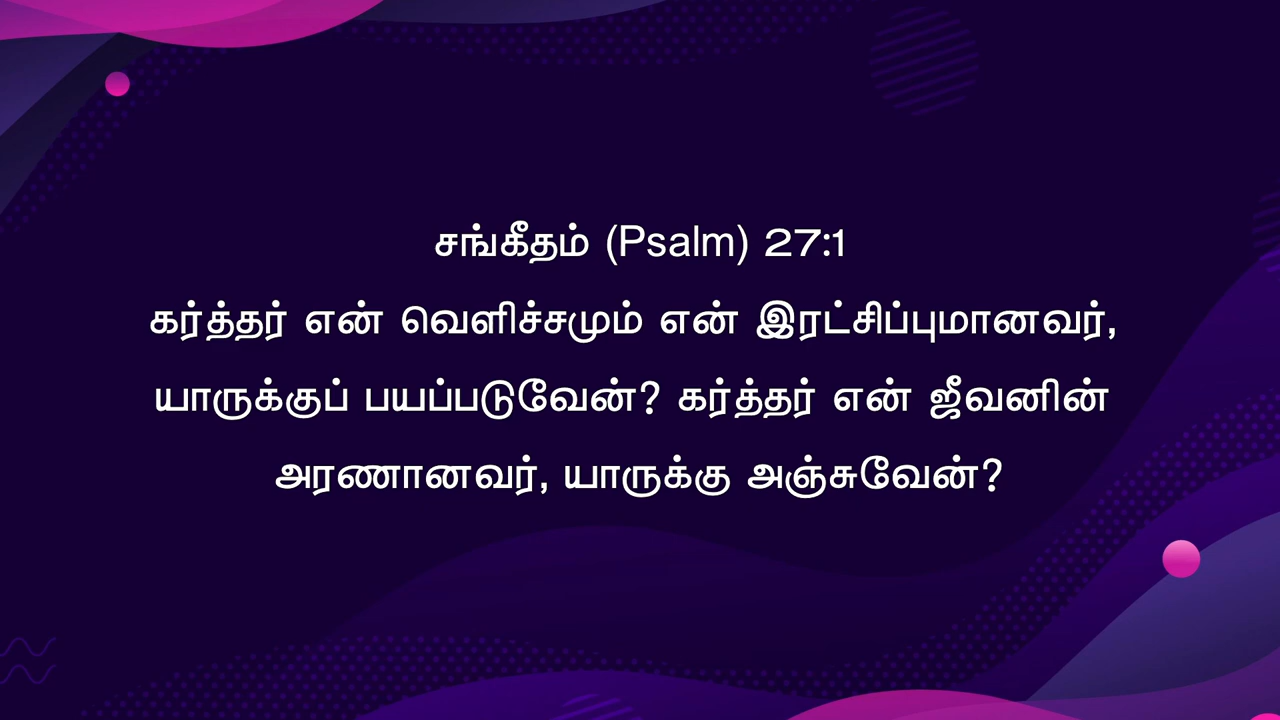 சங்கீதம் (Psalm) 27:1
கர்த்தர் என் வெளிச்சமும் என் இரட்சிப்புமானவர்,
யாருக்குப் பயப்படுவேன்? கர்த்தர் என் ஜீவனின்
அரணானவர், யாருக்கு அஞ்சுவேன்?